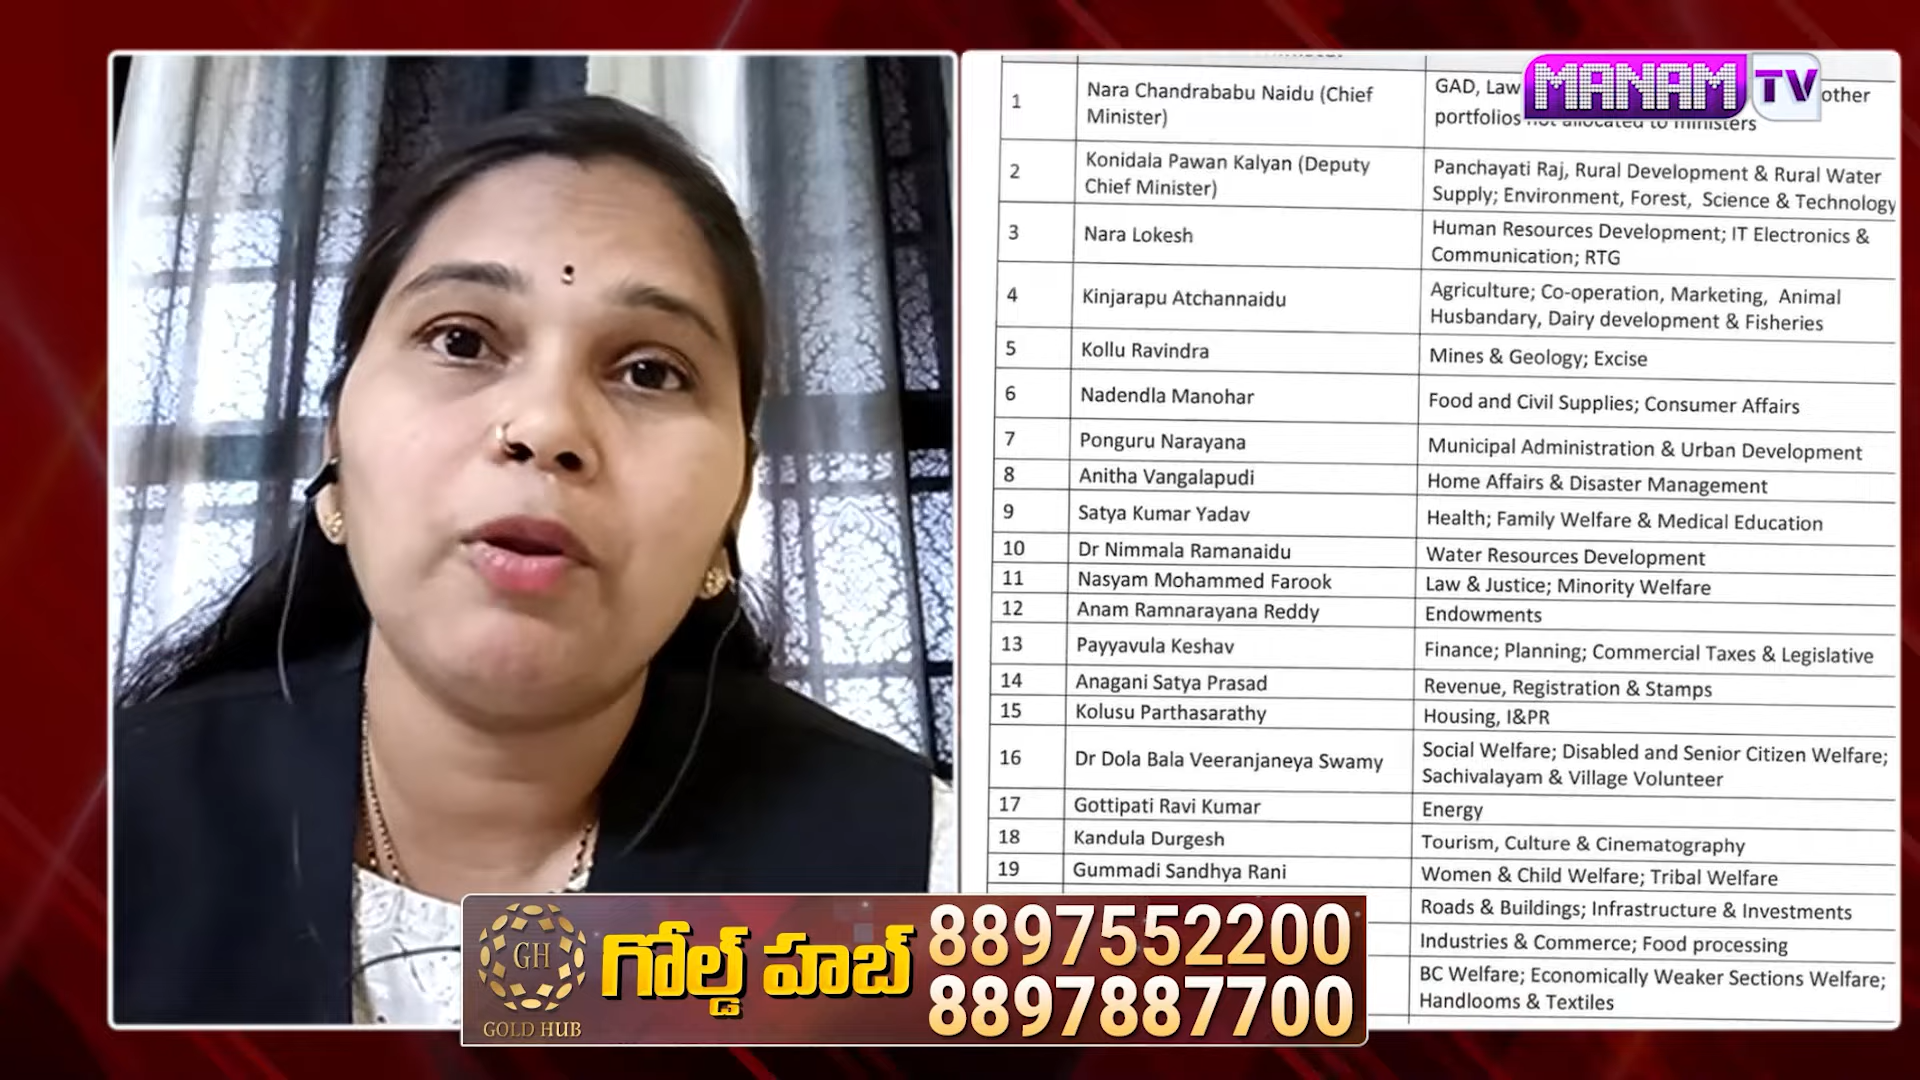 MANAM TV
1 Nara Chandrababu Naidu (Chief
Minister)
GAD, Law other
portfolios not allocated to ministers
2 Konidala Pawan Kalyan (Deputy
Chief Minister)
Panchayati Raj, Rural Development & Rural Water
Supply; Environment, Forest, Science & Technology
3 Nara Lokesh
Human Resources Development; IT Electronics &
Communication; RTG
4 Kinjarapu Atchannaidu
Agriculture; Co-operation, Marketing, Animal
Husbandary, Dairy development & Fisheries
5 Kollu Ravindra Mines & Geology; Excise
6 Nadendla Manohar Food and Civil Supplies; Consumer Affairs
7 Ponguru Narayana Municipal Administration & Urban Development
8 Anitha Vangalapudi Home Affairs & Disaster Management
9 Satya Kumar Yadav Health; Family Welfare & Medical Education
10 Dr Nimmala Ramanaidu Water Resources Development
11 Nasyam Mohammed Farook Law & Justice; Minority Welfare
12 Anam Ramnarayana Reddy Endowments
13 Payyavula Keshav Finance; Planning; Commercial Taxes & Legislative
14 Anagani Satya Prasad Revenue, Registration & Stamps
15 Kolusu Parthasarathy Housing, I&PR
16 Dr Dola Bala Veeranjaneya Swamy
Social Welfare; Disabled and Senior Citizen Welfare;
Sachivalayam & Village Volunteer
17 Gottipati Ravi Kumar Energy
18 Kandula Durgesh Tourism, Culture & Cinematography
19 Gummadi Sandhya Rani Women & Child Welfare; Tribal Welfare
Roads & Buildings; Infrastructure & Investments
Industries & Commerce; Food processing
BC Welfare; Economically Weaker Sections Welfare;
Handlooms & Textiles
GH
GOLD HUB
గోల్డ్ హబ్
8897552200
8897887700